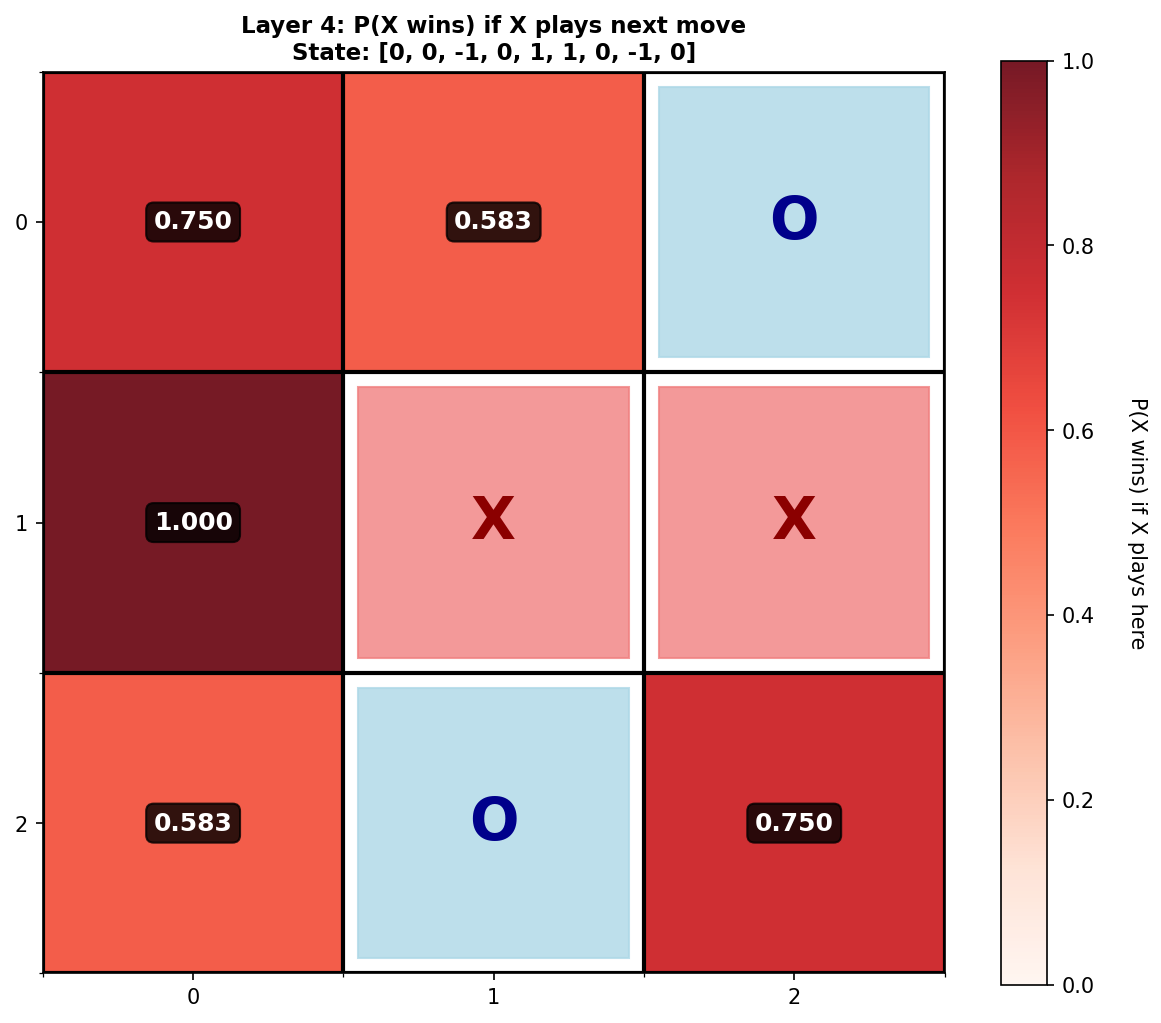 Layer 4: P(X wins) if X plays next move
State: [0, 0, -1, 0, 1, 1, 0, -1, 0]
0
0.750
0.583
O
1
1.000
X
X
2
0.583
O
0.750
0
1
2
1.0
0.8
0.6
0.4
0.2
0.0
P(X wins) if X plays here